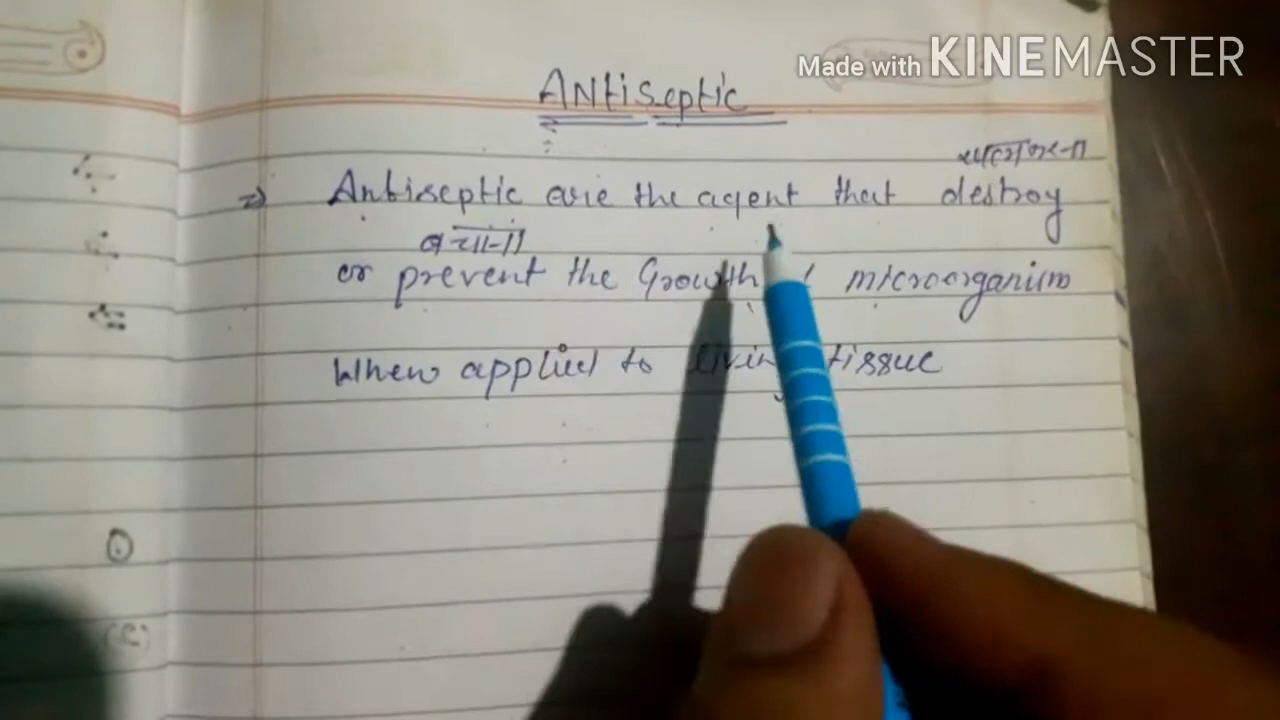 Made with KINEMASTER
Antiseptic
Antiseptic are the agent that destroy
or prevent the Growth microorganism
When applied to living tissue